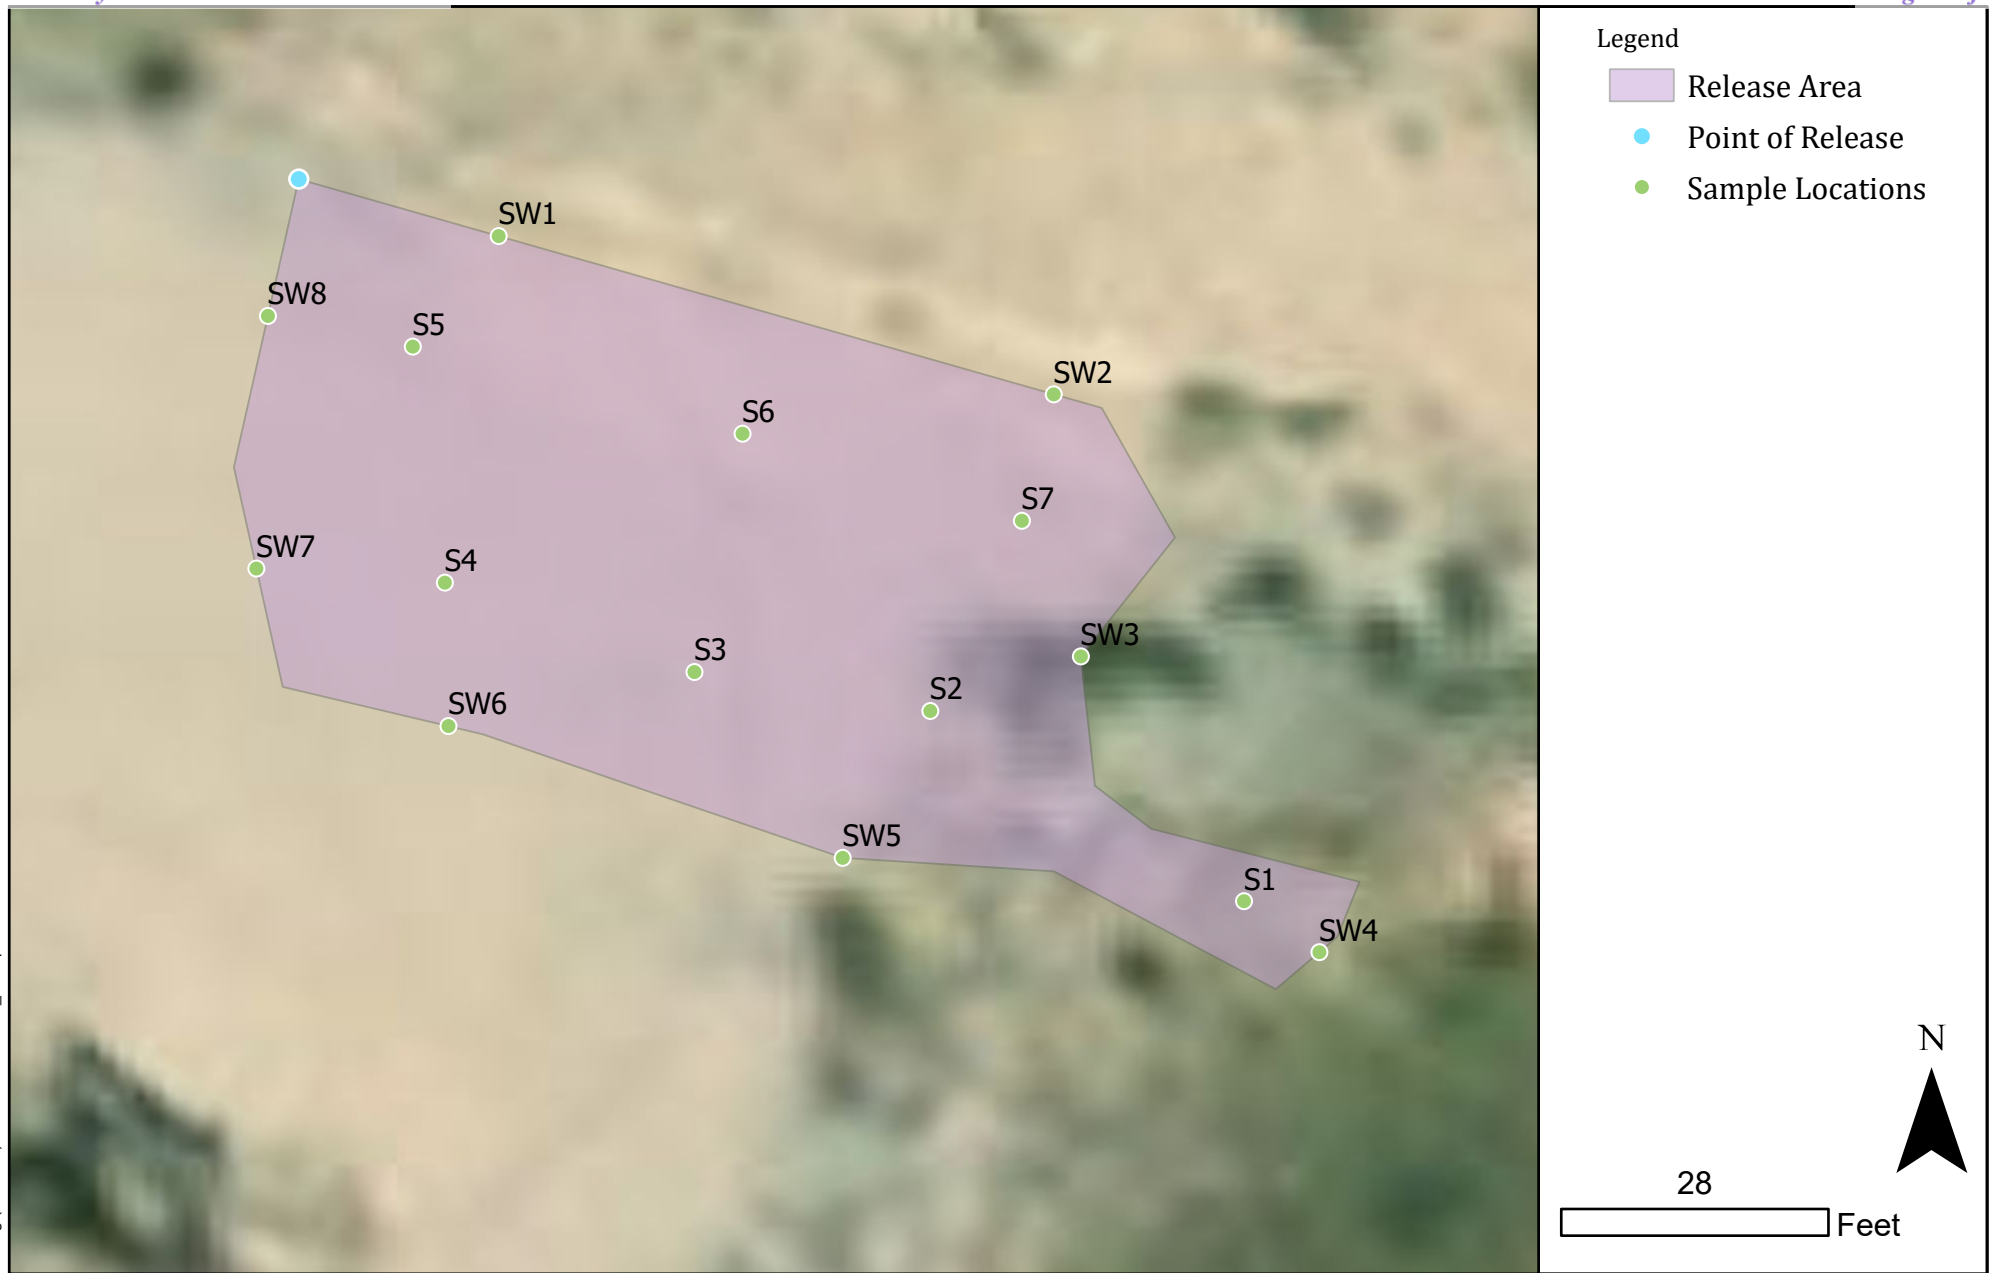 Legend
Release Area
Point of Release
Sample Locations
SW1
SW8
S5
SW2
S6
S7
SW7
S4
SW3
S3
S2
SW6
SW5
S1
SW4
N
28
Feet